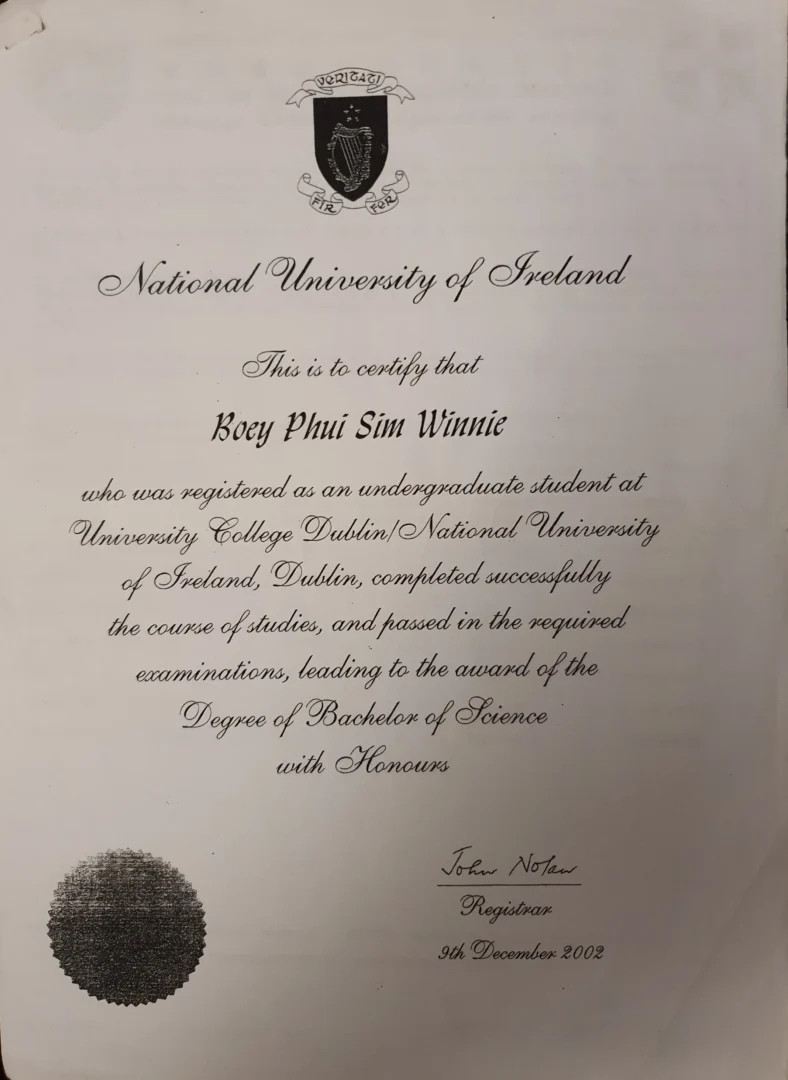 VERITATI
FIR FER
National University of Ireland
This is to certify that
Boey Phui Sim Winnie
who was registered as an undergraduate student at
University College Dublin/National University
of Ireland, Dublin, completed successfully
the course of studies, and passed in the required
examinations, leading to the award of the
Degree of Bachelor of Science
with Honours
John Nolan
Registrar
9th December 2002